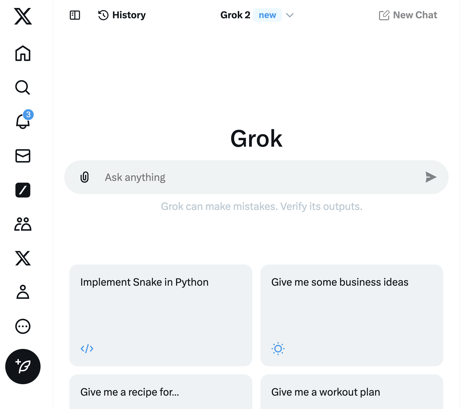 History
Grok 2 new
New Chat
3
Grok
Ask anything
Grok can make mistakes. Verify its outputs.
Implement Snake in Python
Give me some business ideas
Give me a recipe for...
Give me a workout plan